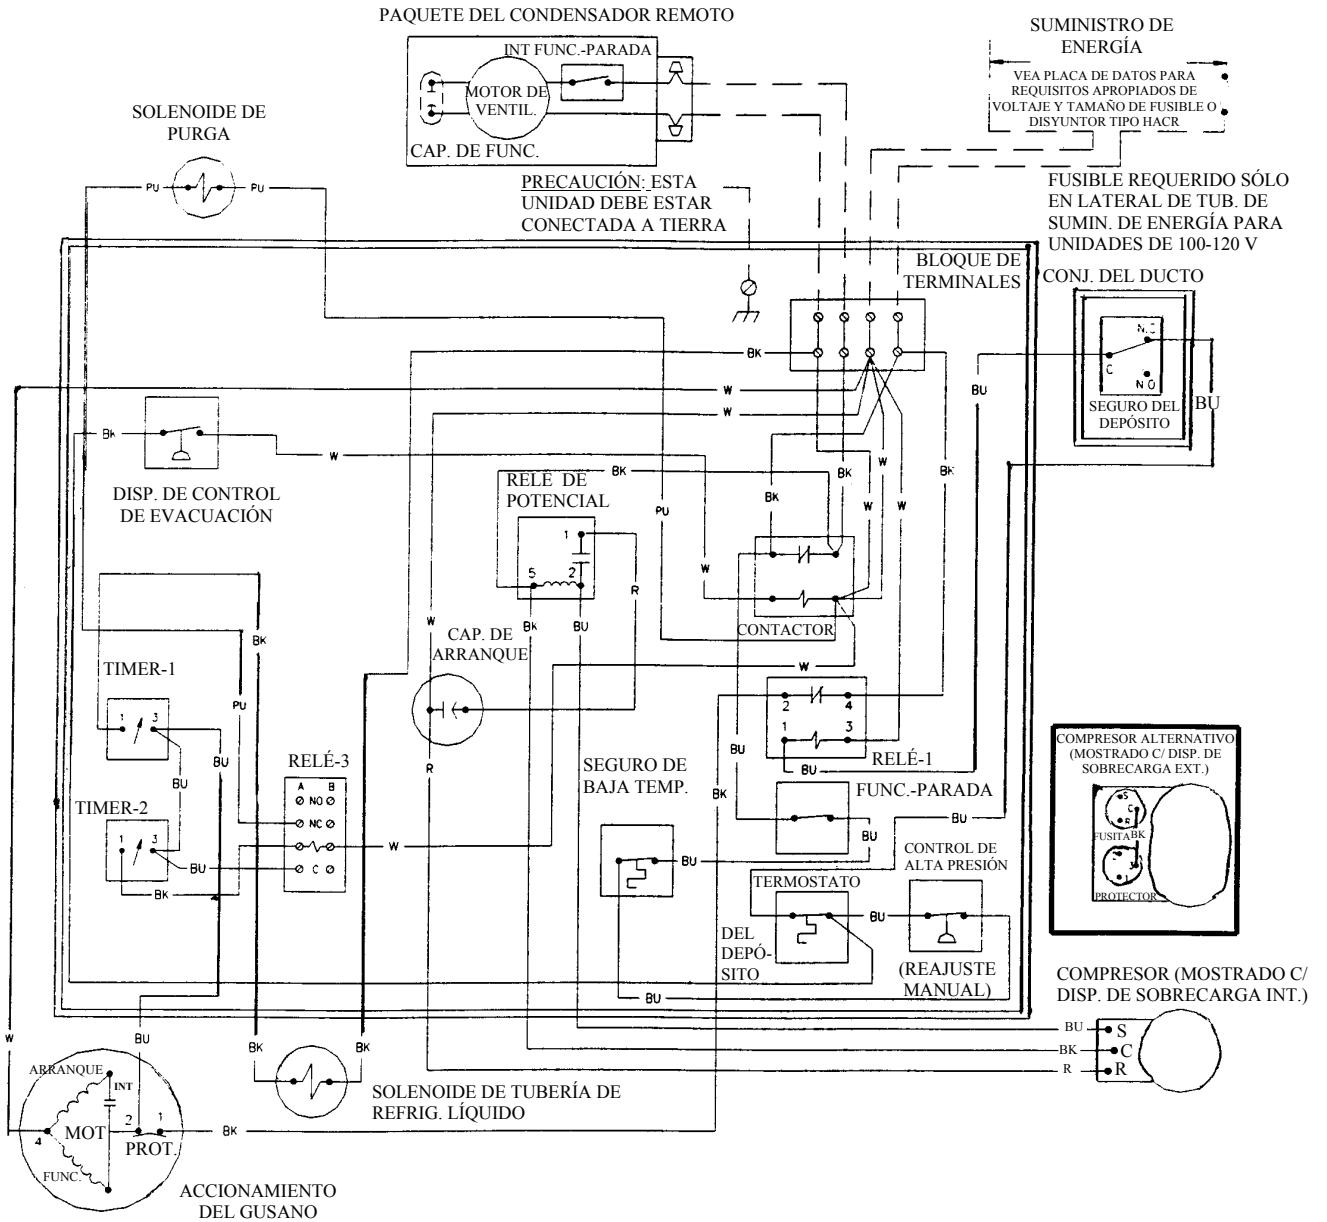 PAQUETE DEL CONDENSADOR REMOTO
INT FUNC.-PARADA
MOTOR DE
VENTIL.
CAP. DE FUNC.
SUMINISTRO DE
ENERGÍA
VEA PLACA DE DATOS PARA
REQUISITOS APROPIADOS DE
VOLTAJE Y TAMAÑO DE FUSIBLE O
DISYUNTOR TIPO HACR
SOLENOIDE DE
PURGA
PU
PU
PRECAUCIÓN: ESTA
UNIDAD DEBE ESTAR
CONECTADA A TIERRA
FUSIBLE REQUERIDO SÓLO
EN LATERAL DE TUB. DE
SUMIN. DE ENERGÍA PARA
UNIDADES DE 100-120 V
BLOQUE DE
TERMINALES
CONJ. DEL DUCTO
N.C
C
N O
SEGURO DEL
DEPÓSITO
BU
BK
W
W
BU
BK
W
DISP. DE CONTROL
DE EVACUACIÓN
RELÉ DE
POTENCIAL
BK
BK
W
BK
BK
PU
W
W
1
5
2
R
BU
W
CONTACTOR
W
CAP. DE
ARRANQUE
W
BK
TIMER-1
1
3
BU
BU
PU
R
TIMER-2
1
3
BU
BK
RELÉ-3
A B
NO
NC
C
W
2
4
1
3
BU
RELÉ-1
BU
BK
SEGURO DE
BAJA TEMP.
BU
FUNC.-PARADA
BU
BU
CONTROL DE
ALTA PRESIÓN
TERMOSTATO
DEL
DEPÓ-
SITO
BU
(REAJUSTE
MANUAL)
BU
COMPRESOR ALTERNATIVO
(MOSTRADO C/ DISP. DE
SOBRECARGA EXT.)
S
C
R
FUSITA
BK
3
1
PROTECTOR
COMPRESOR (MOSTRADO C/
DISP. DE SOBRECARGA INT.)
BU
S
BK
C
R
R
W
BU
BK
BK
SOLENOIDE DE TUBERÍA DE
REFRIG. LÍQUIDO
ARRANQUE
INT
4
MOT
2
1
PROT.
FUNC.
BK
ACCIONAMIENTO
DEL GUSANO